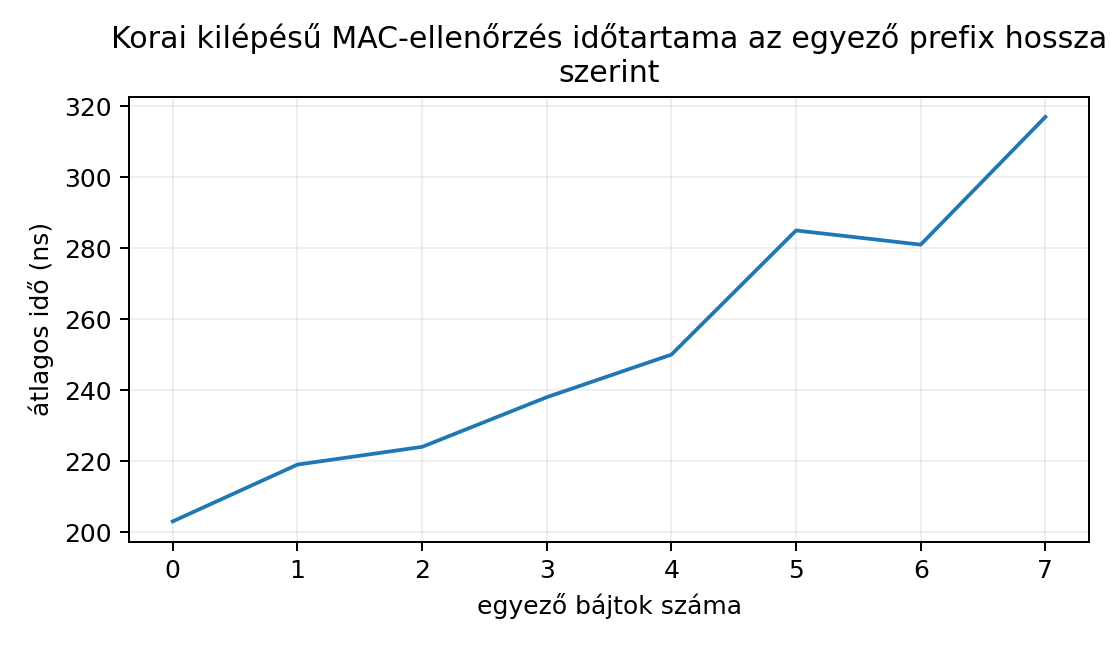 Korai kilépésű MAC-ellenőrzés időtartama az egyező prefix hossza
szerint
320
300
280
260
240
220
200
átlagos idő (ns)
0 1 2 3 4 5 6 7
egyező bájtok száma